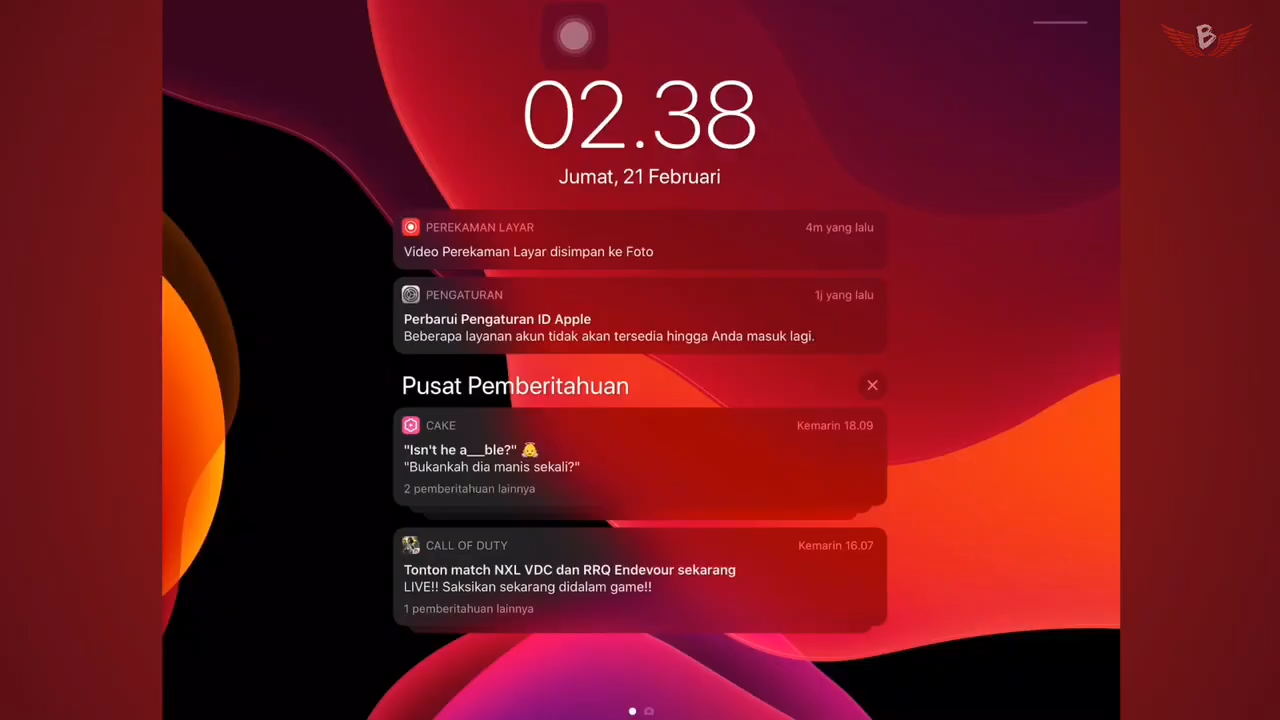 B
02.38
Jumat, 21 Februari
PEREKAMAN LAYAR 4m yang lalu
Video Perekaman Layar disimpan ke Foto
PENGATURAN 1j yang lalu
Perbarui Pengaturan ID Apple
Beberapa layanan akun tidak akan tersedia hingga Anda masuk lagi.
Pusat Pemberitahuan
CAKE Kemarin 18.09
"Isn't he a___ble?" 👼
"Bukankah dia manis sekali?"
2 pemberitahuan lainnya
CALL OF DUTY Kemarin 16.07
Tonton match NXL VDC dan RRQ Endevour sekarang
LIVE!! Saksikan sekarang didalam game!!
1 pemberitahuan lainnya